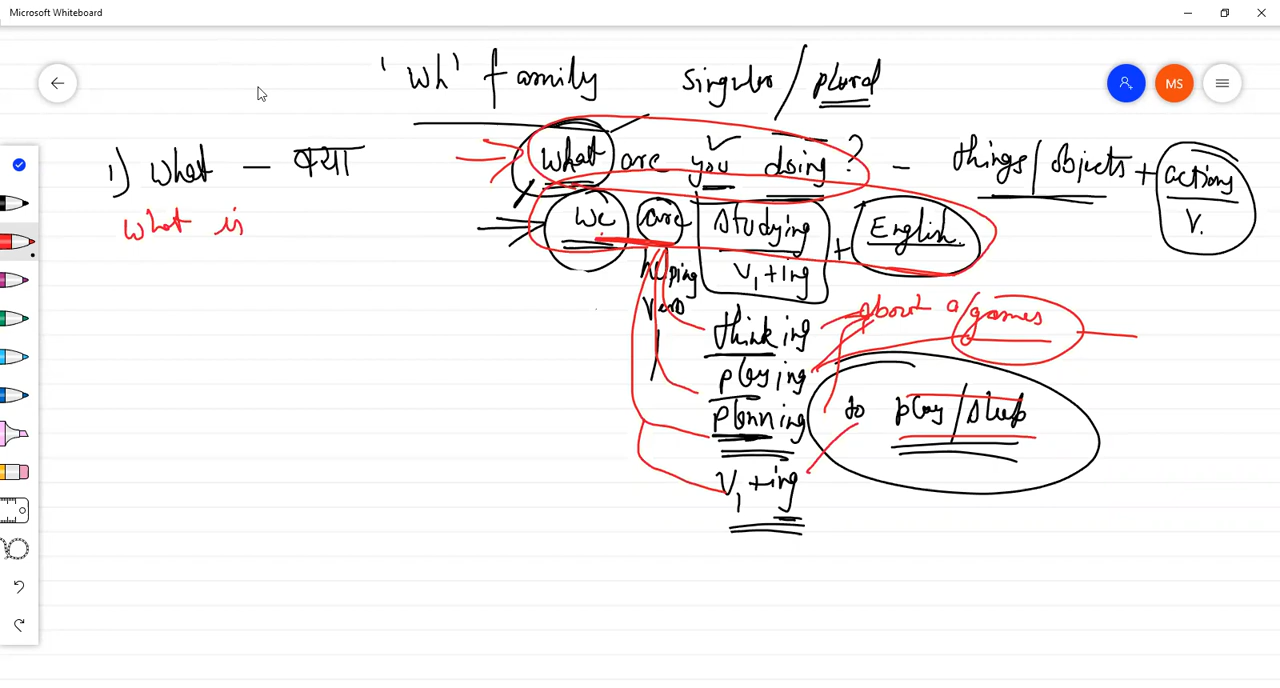 Microsoft Whiteboard
MS
'Wh' family singular/plural
1) What – क्या
What are you doing? – things/objects + actions
V.
What is
We are studying + English.
helping V1 + ing
verb
thinking about a/games
playing
planning to play/sleep
V1 + ing